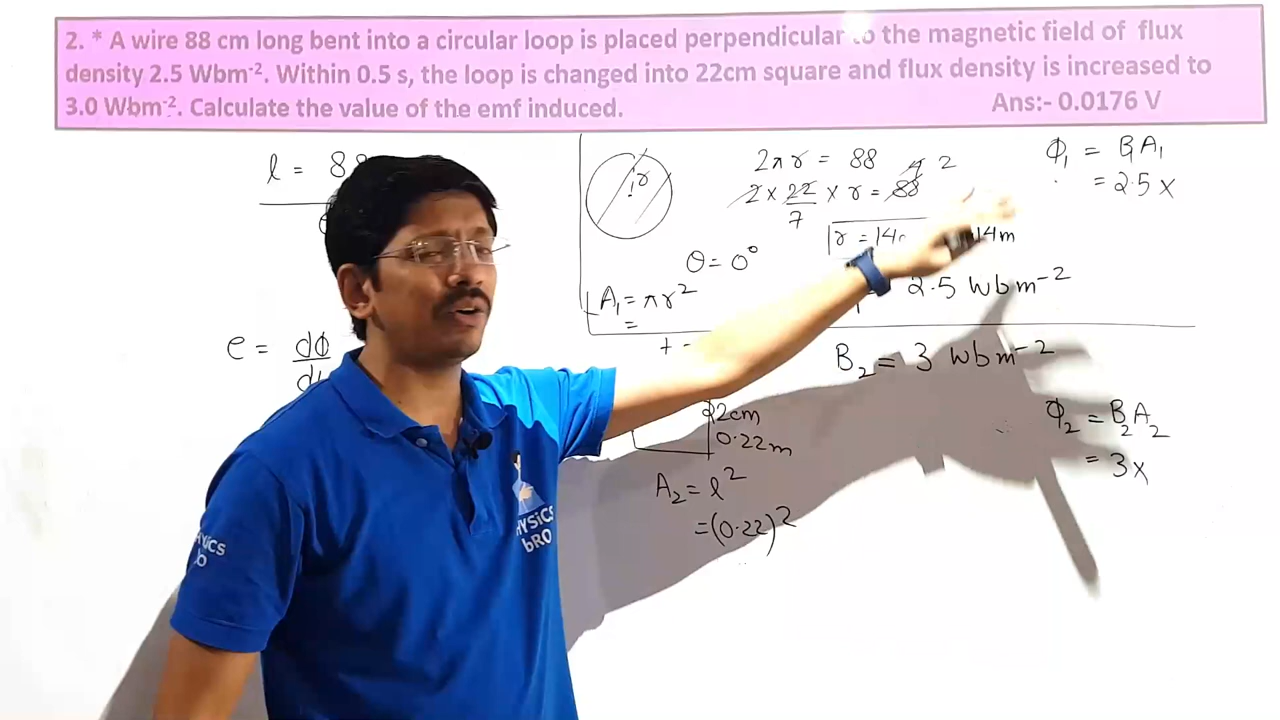 2. * A wire 88 cm long bent into a circular loop is placed perpendicular to the magnetic field of flux
density 2.5 Wbm⁻². Within 0.5 s, the loop is changed into 22cm square and flux density is increased to
3.0 Wbm⁻². Calculate the value of the emf induced. Ans:- 0.0176 V
l = 88
r
2πr = 88
2 × 22/7 × r = 88 4 2
r = 14
14m
θ = 0°
A₁ = πr²
=
2.5 Wbm⁻²
Φ₁ = B₁A₁
= 2.5 ×
e = dΦ
B₂ = 3 Wbm⁻²
22cm
0.22m
A₂ = l²
= (0.22)²
Φ₂ = B₂A₂
= 3×
PHYSiCS
bRO